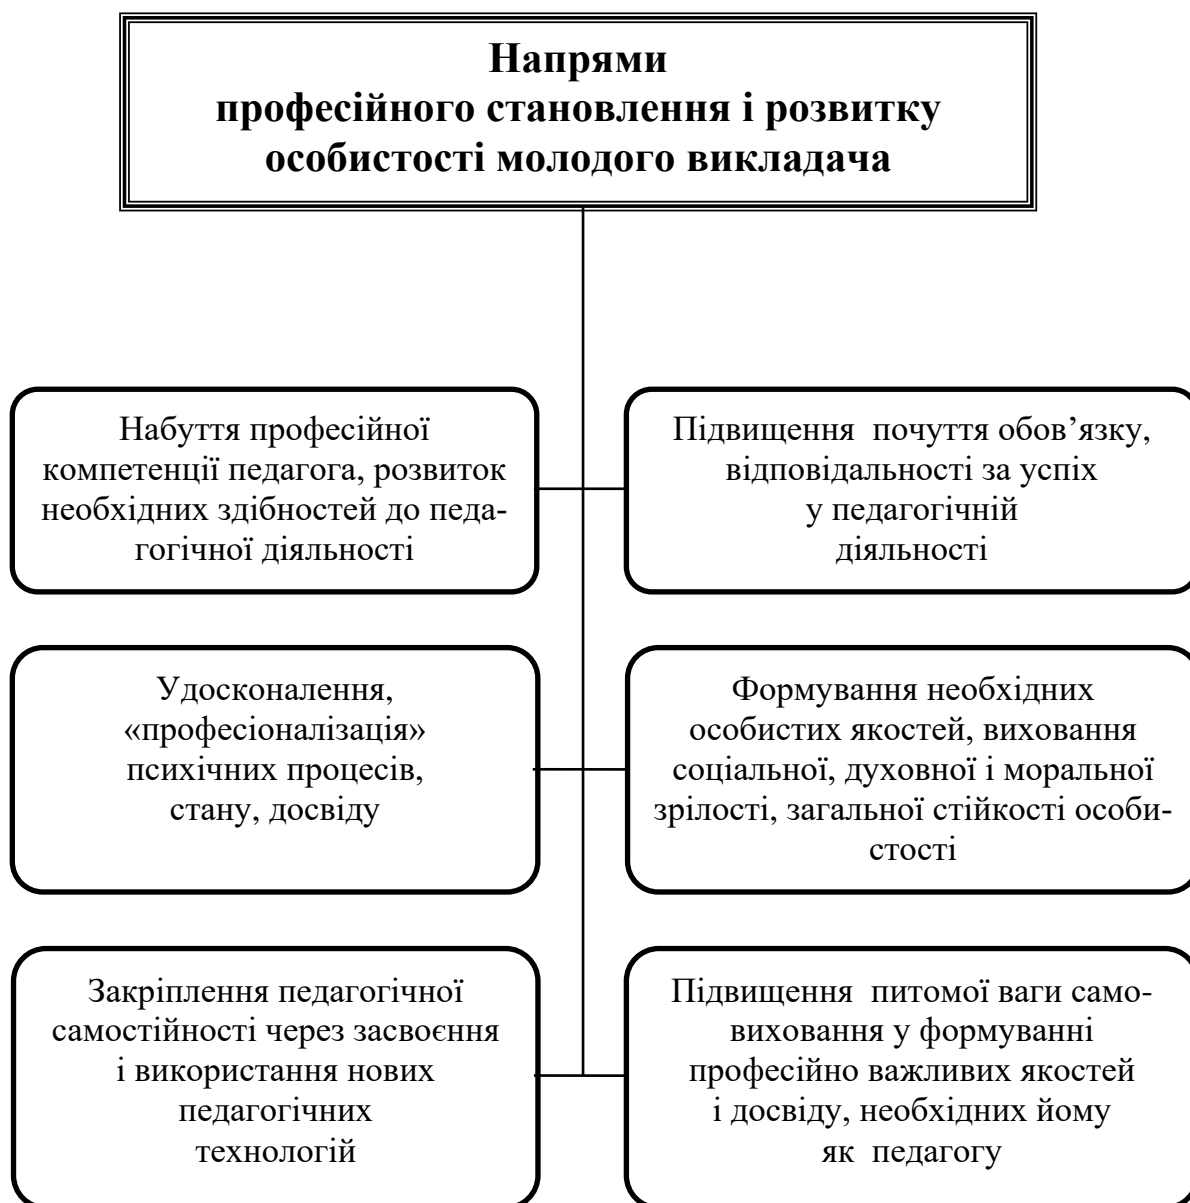 Напрями
професійного становлення і розвитку
особистості молодого викладача
Набуття професійної
компетенції педагога, розвиток
необхідних здібностей до педа-
гогічної діяльності
Підвищення  почуття обов’язку,
відповідальності за успіх
у педагогічній
діяльності
Удосконалення,
«професіоналізація»
психічних процесів,
стану, досвіду
Формування необхідних
особистих якостей, виховання
соціальної, духовної і моральної
зрілості, загальної стійкості особи-
стості
Закріплення педагогічної
самостійності через засвоєння
і використання нових
педагогічних
технологій
Підвищення  питомої ваги само-
виховання у формуванні
професійно важливих якостей
і досвіду, необхідних йому
як  педагогу